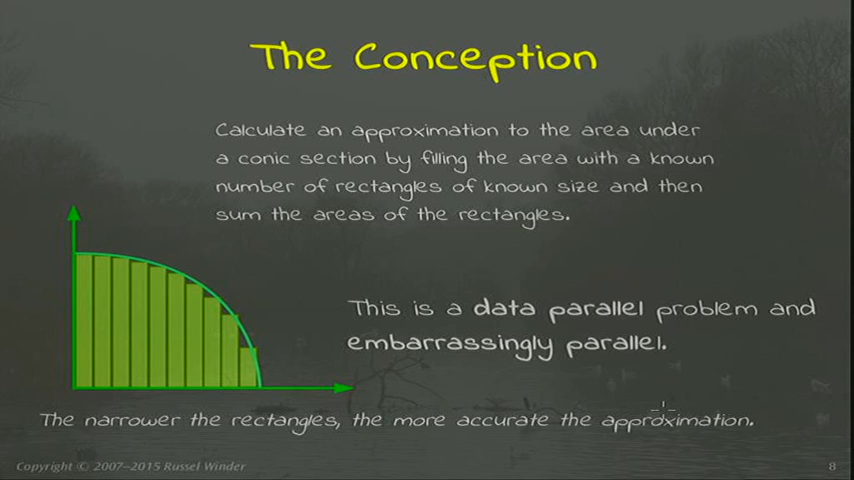 The Conception
Calculate an approximation to the area under
a conic section by filling the area with a known
number of rectangles of known size and then
sum the areas of the rectangles.
This is a data parallel problem and
embarrassingly parallel.
The narrower the rectangles, the more accurate the approximation.
Copyright © 2007–2015 Russel Winder
8